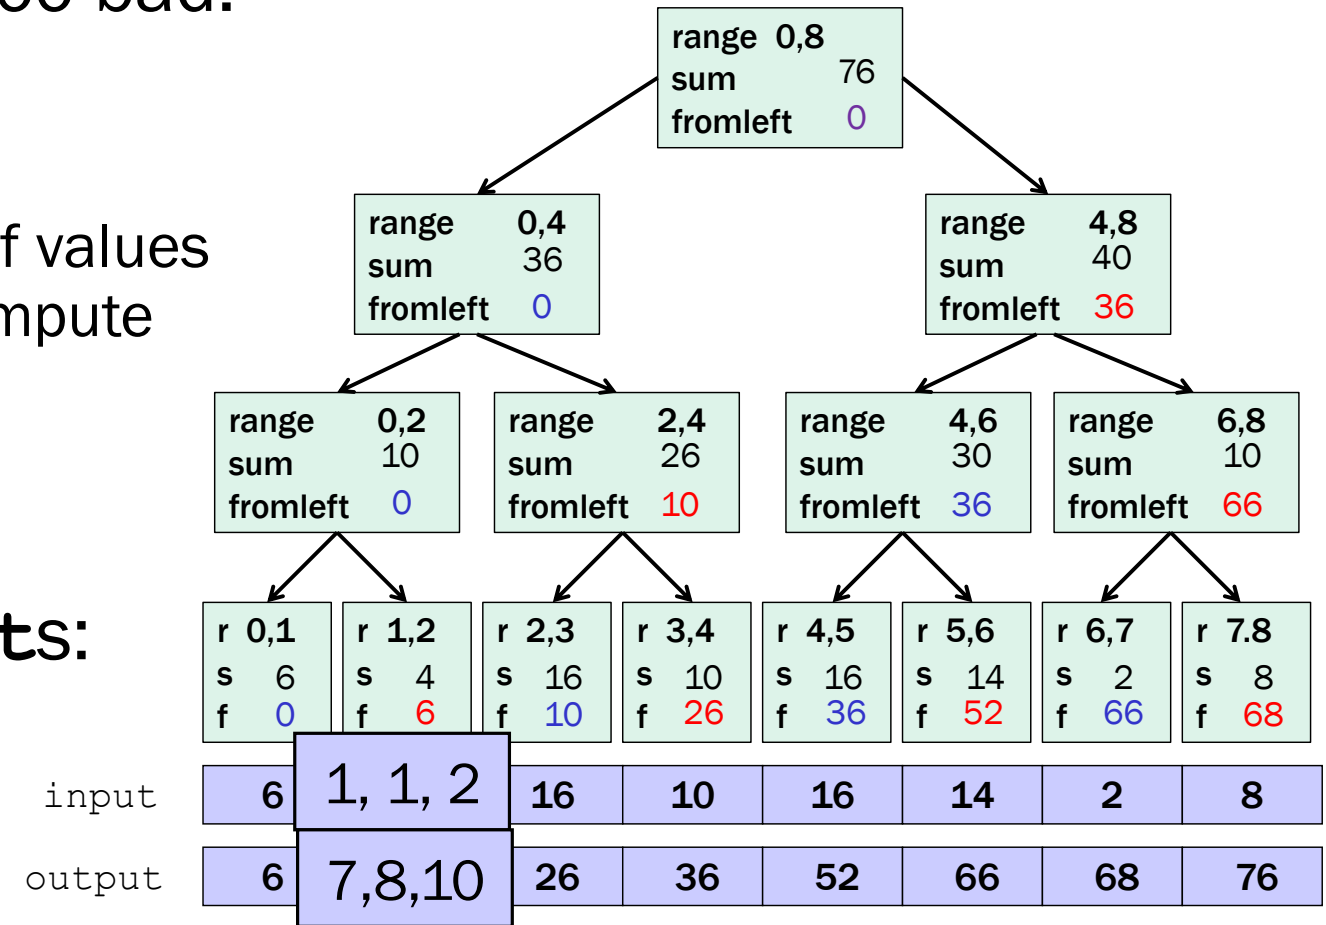 bad.
range 0,8
sum 76
fromleft 0
f values
range 0,4
sum 36
fromleft 0
range 4,8
sum 40
fromleft 36
range 0,2
sum 10
fromleft 0
range 2,4
sum 26
fromleft 10
range 4,6
sum 30
fromleft 36
range 6,8
sum 10
fromleft 66
ts:
r 0,1
s 6
f 0
r 1,2
s 4
f 6
r 2,3
s 16
f 10
r 3,4
s 10
f 26
r 4,5
s 16
f 36
r 5,6
s 14
f 52
r 6,7
s 2
f 66
r 7.8
s 8
f 68
input 6 1, 1, 2 16 10 16 14 2 8
output 6 7,8,10 26 36 52 66 68 76